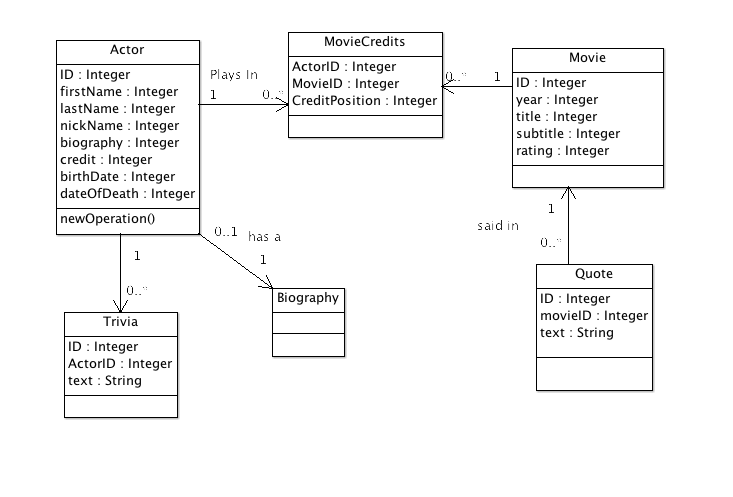 Actor
ID : Integer
firstName : Integer
lastName : Integer
nickName : Integer
biography : Integer
credit : Integer
birthDate : Integer
dateOfDeath : Integer
newOperation()
Plays In
1
0..*
MovieCredits
ActorID : Integer
MovieID : Integer
CreditPosition : Integer
0..*
1
Movie
ID : Integer
year : Integer
title : Integer
subtitle : Integer
rating : Integer
1
said in
0..*
0..1
has a
1
1
0..*
Biography
Quote
ID : Integer
movieID : Integer
text : String
Trivia
ID : Integer
ActorID : Integer
text : String